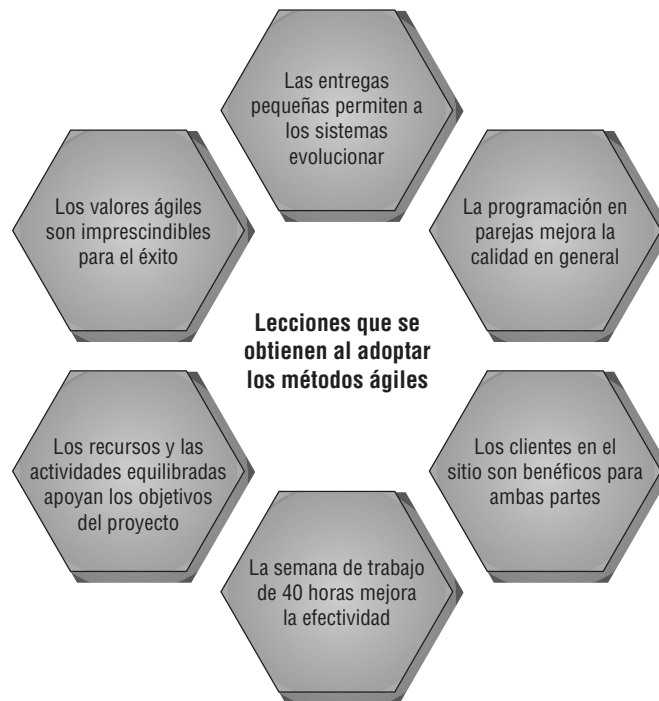 Las entregas
pequeñas permiten a
los sistemas
evolucionar
Los valores ágiles
son imprescindibles
para el éxito
La programación en
parejas mejora la
calidad en general
Lecciones que se
obtienen al adoptar
los métodos ágiles
Los recursos y las
actividades equilibradas
apoyan los objetivos
del proyecto
Los clientes en el
sitio son benéficos para
ambas partes
La semana de trabajo
de 40 horas mejora
la efectividad